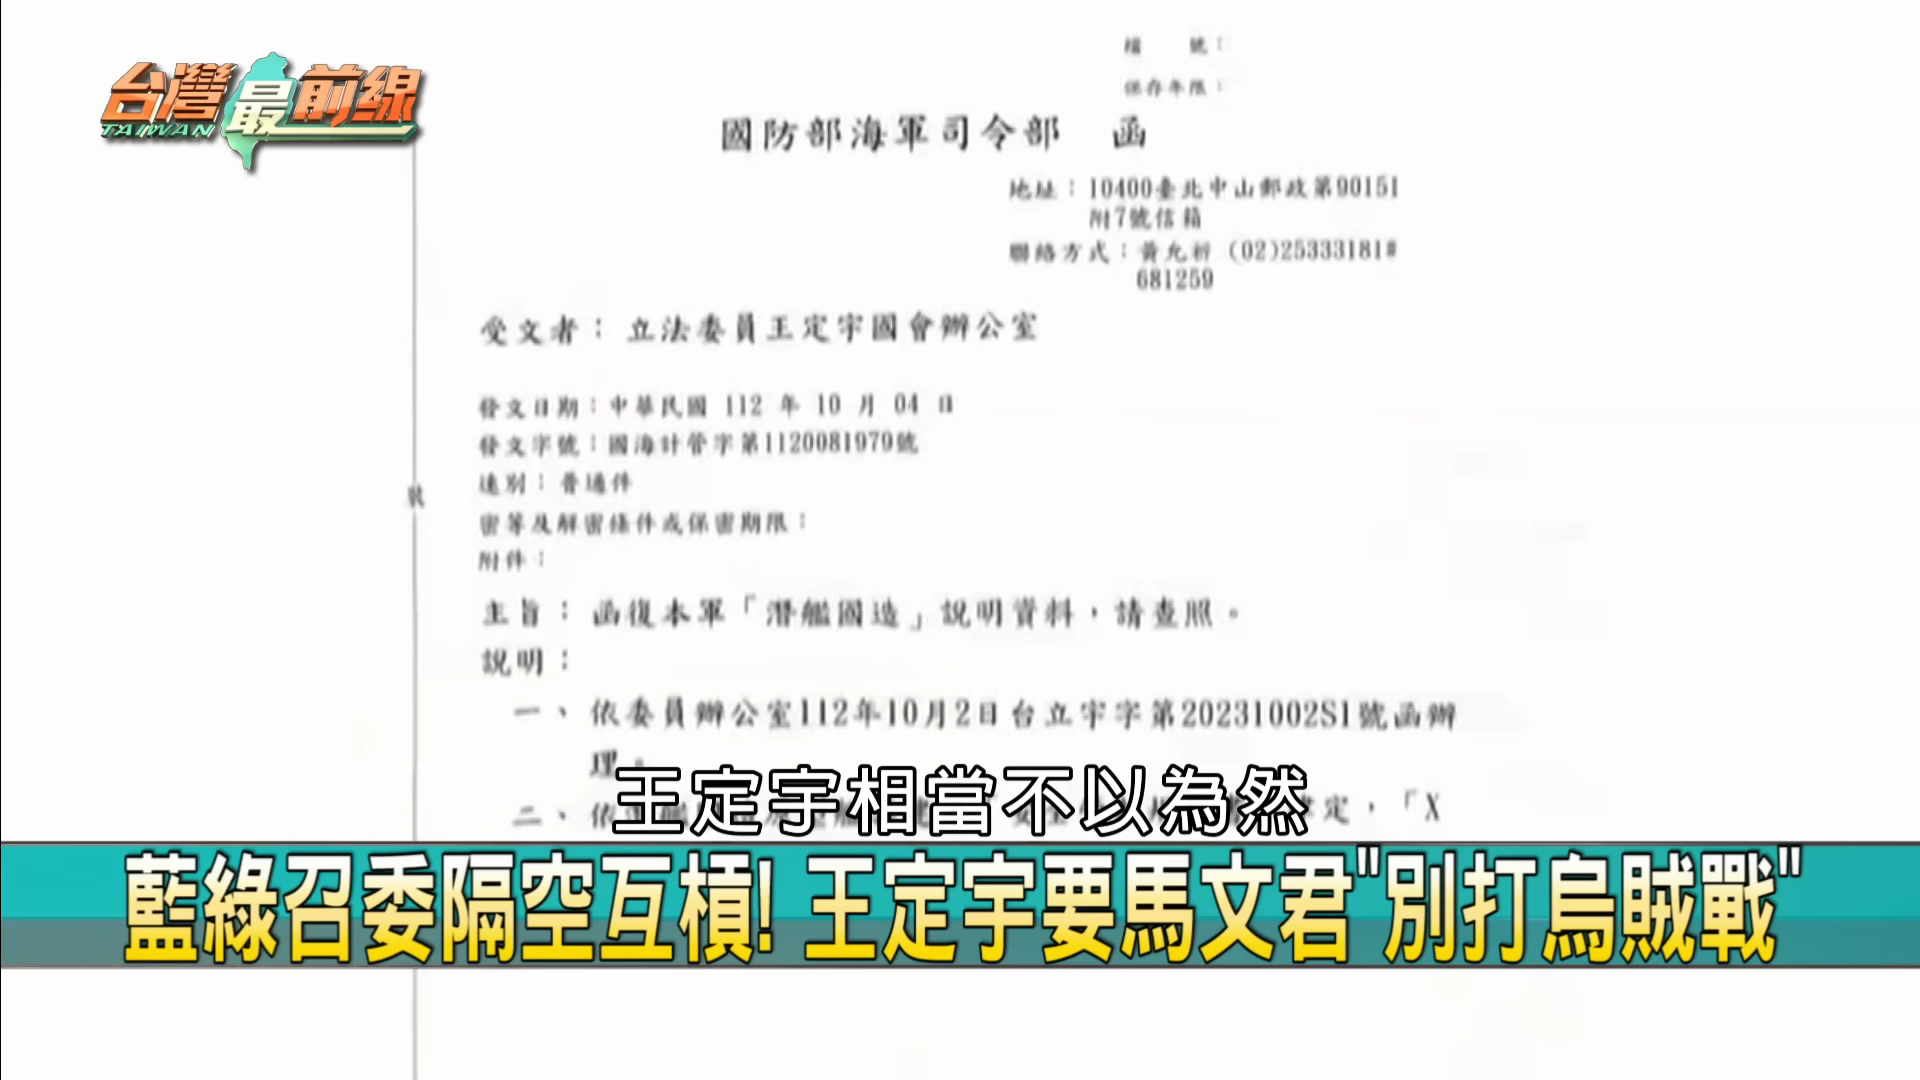 台灣最前線
TAIWAN
檔 號：
保存年限：
國防部海軍司令部 函
地址：10400臺北中山郵政第90151
附7號信箱
聯絡方式：黃允祈 (02)25333181#
681259
受文者：立法委員王定宇國會辦公室
發文日期：中華民國 112 年 10 月 04 日
發文字號：國海計管字第1120081979號
速別：普通件
密等及解密條件或保密期限：
附件：
主旨：函復本軍「潛艦國造」說明資料，請查照。
說明：
一、依委員辦公室112年10月2日台立宇字第20231002S1號函辦
理。
二、依
定，「X
王定宇相當不以為然
藍綠召委隔空互槓! 王定宇要馬文君"別打烏賊戰"